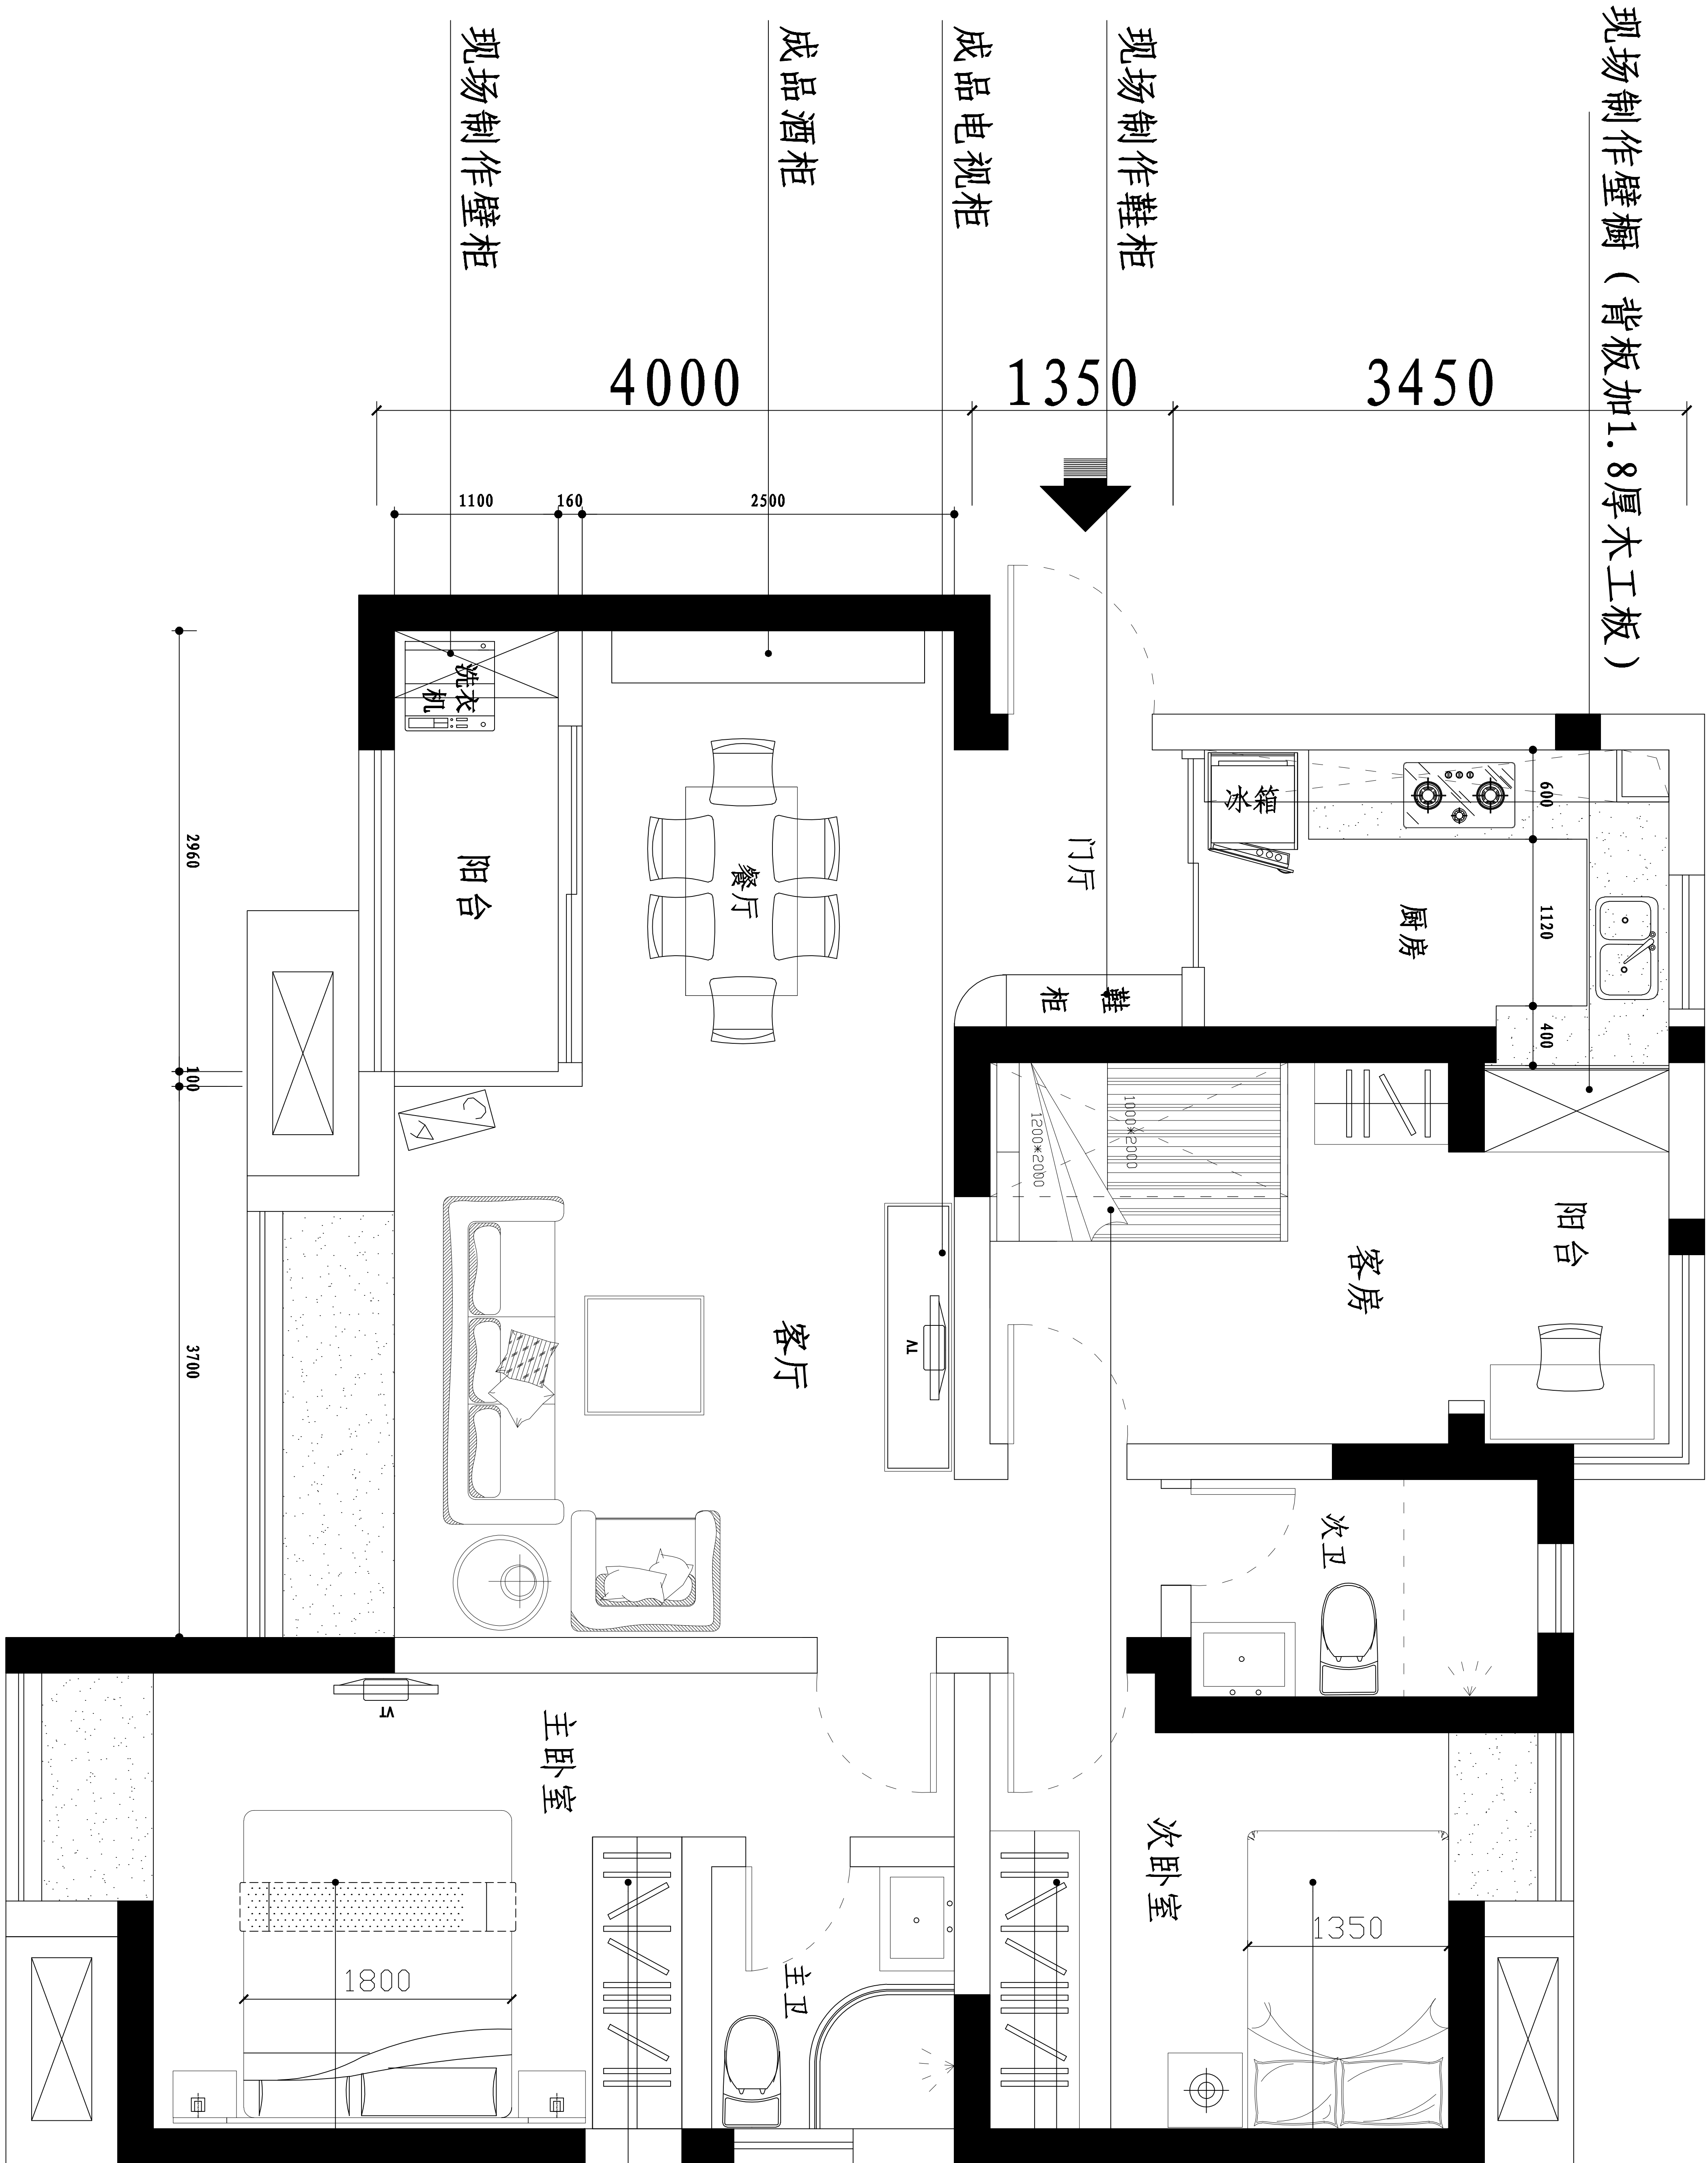 现场制作壁柜
成品酒柜
成品电视柜
现场制作鞋柜
现场制作壁橱（背板加1.8厚木工板）
4000
1350
3450
1100
160
2500
洗衣
机
阳台
餐厅
门厅
冰箱
厨房
600
1120
400
鞋
柜
2960
100
3700
1000*2000
1200*2000
客房
阳台
客厅
TV
次卫
TV
主卧室
1800
主卫
次卧室
1350